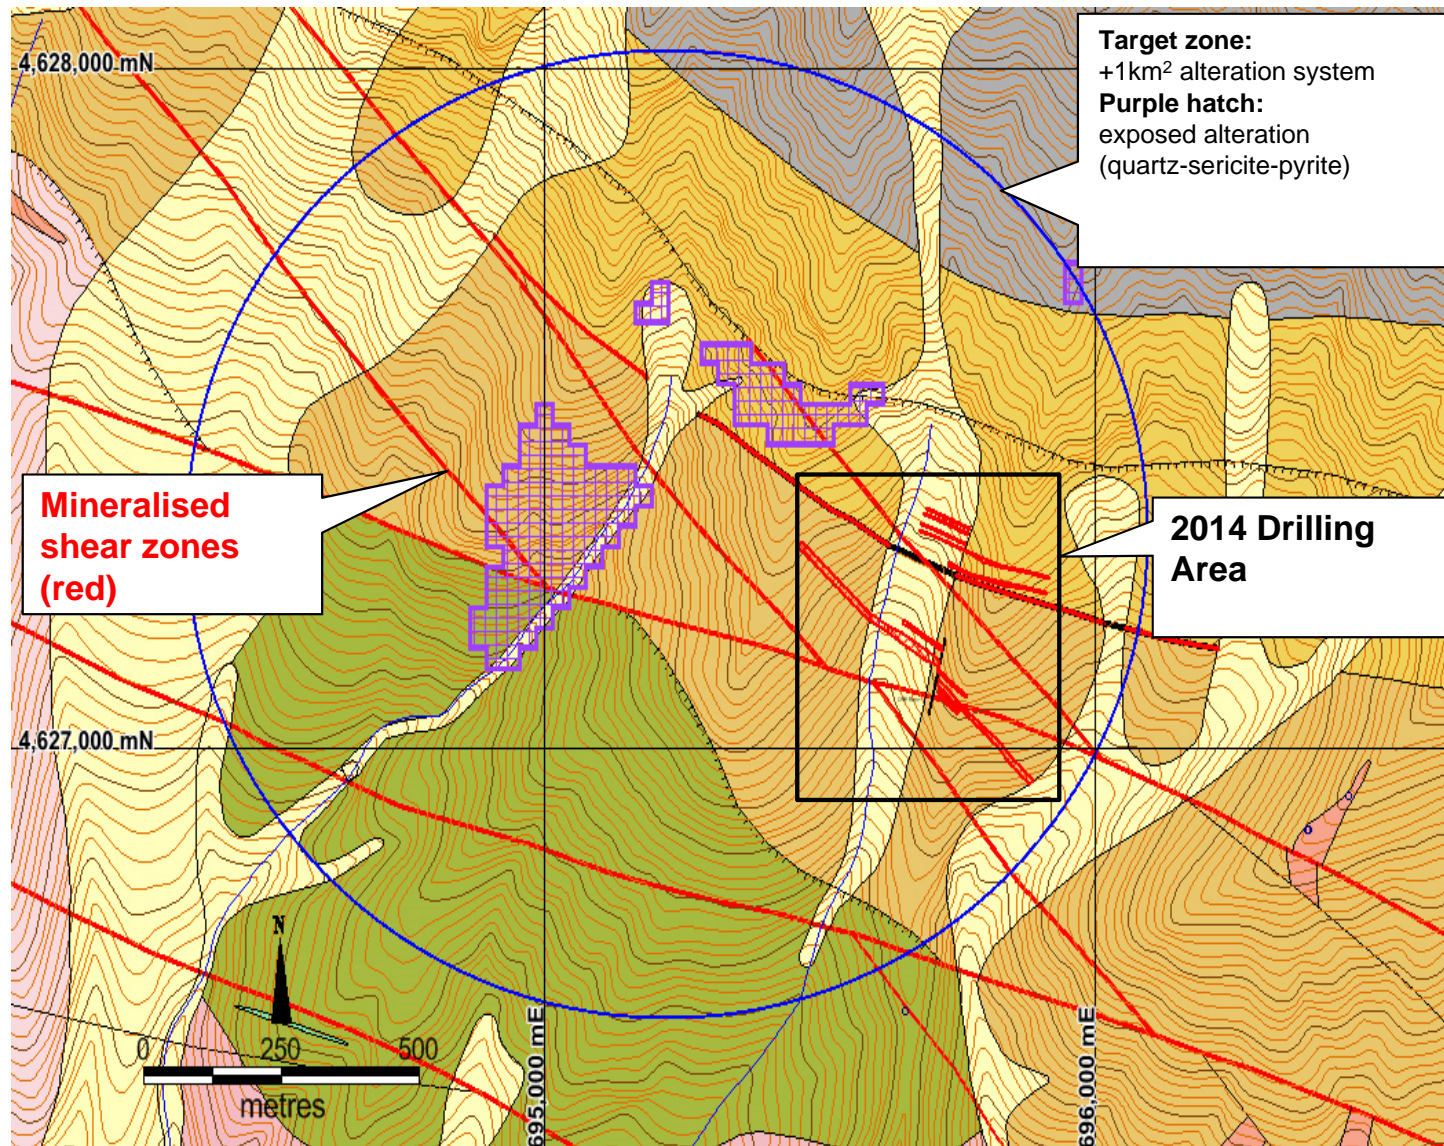 4,628,000 mN
Target zone:
+1km² alteration system
Purple hatch:
exposed alteration
(quartz-sericite-pyrite)
Mineralised
shear zones
(red)
2014 Drilling
Area
4,627,000 mN
N
0 250 500
metres
695,000 mE
696,000 mE